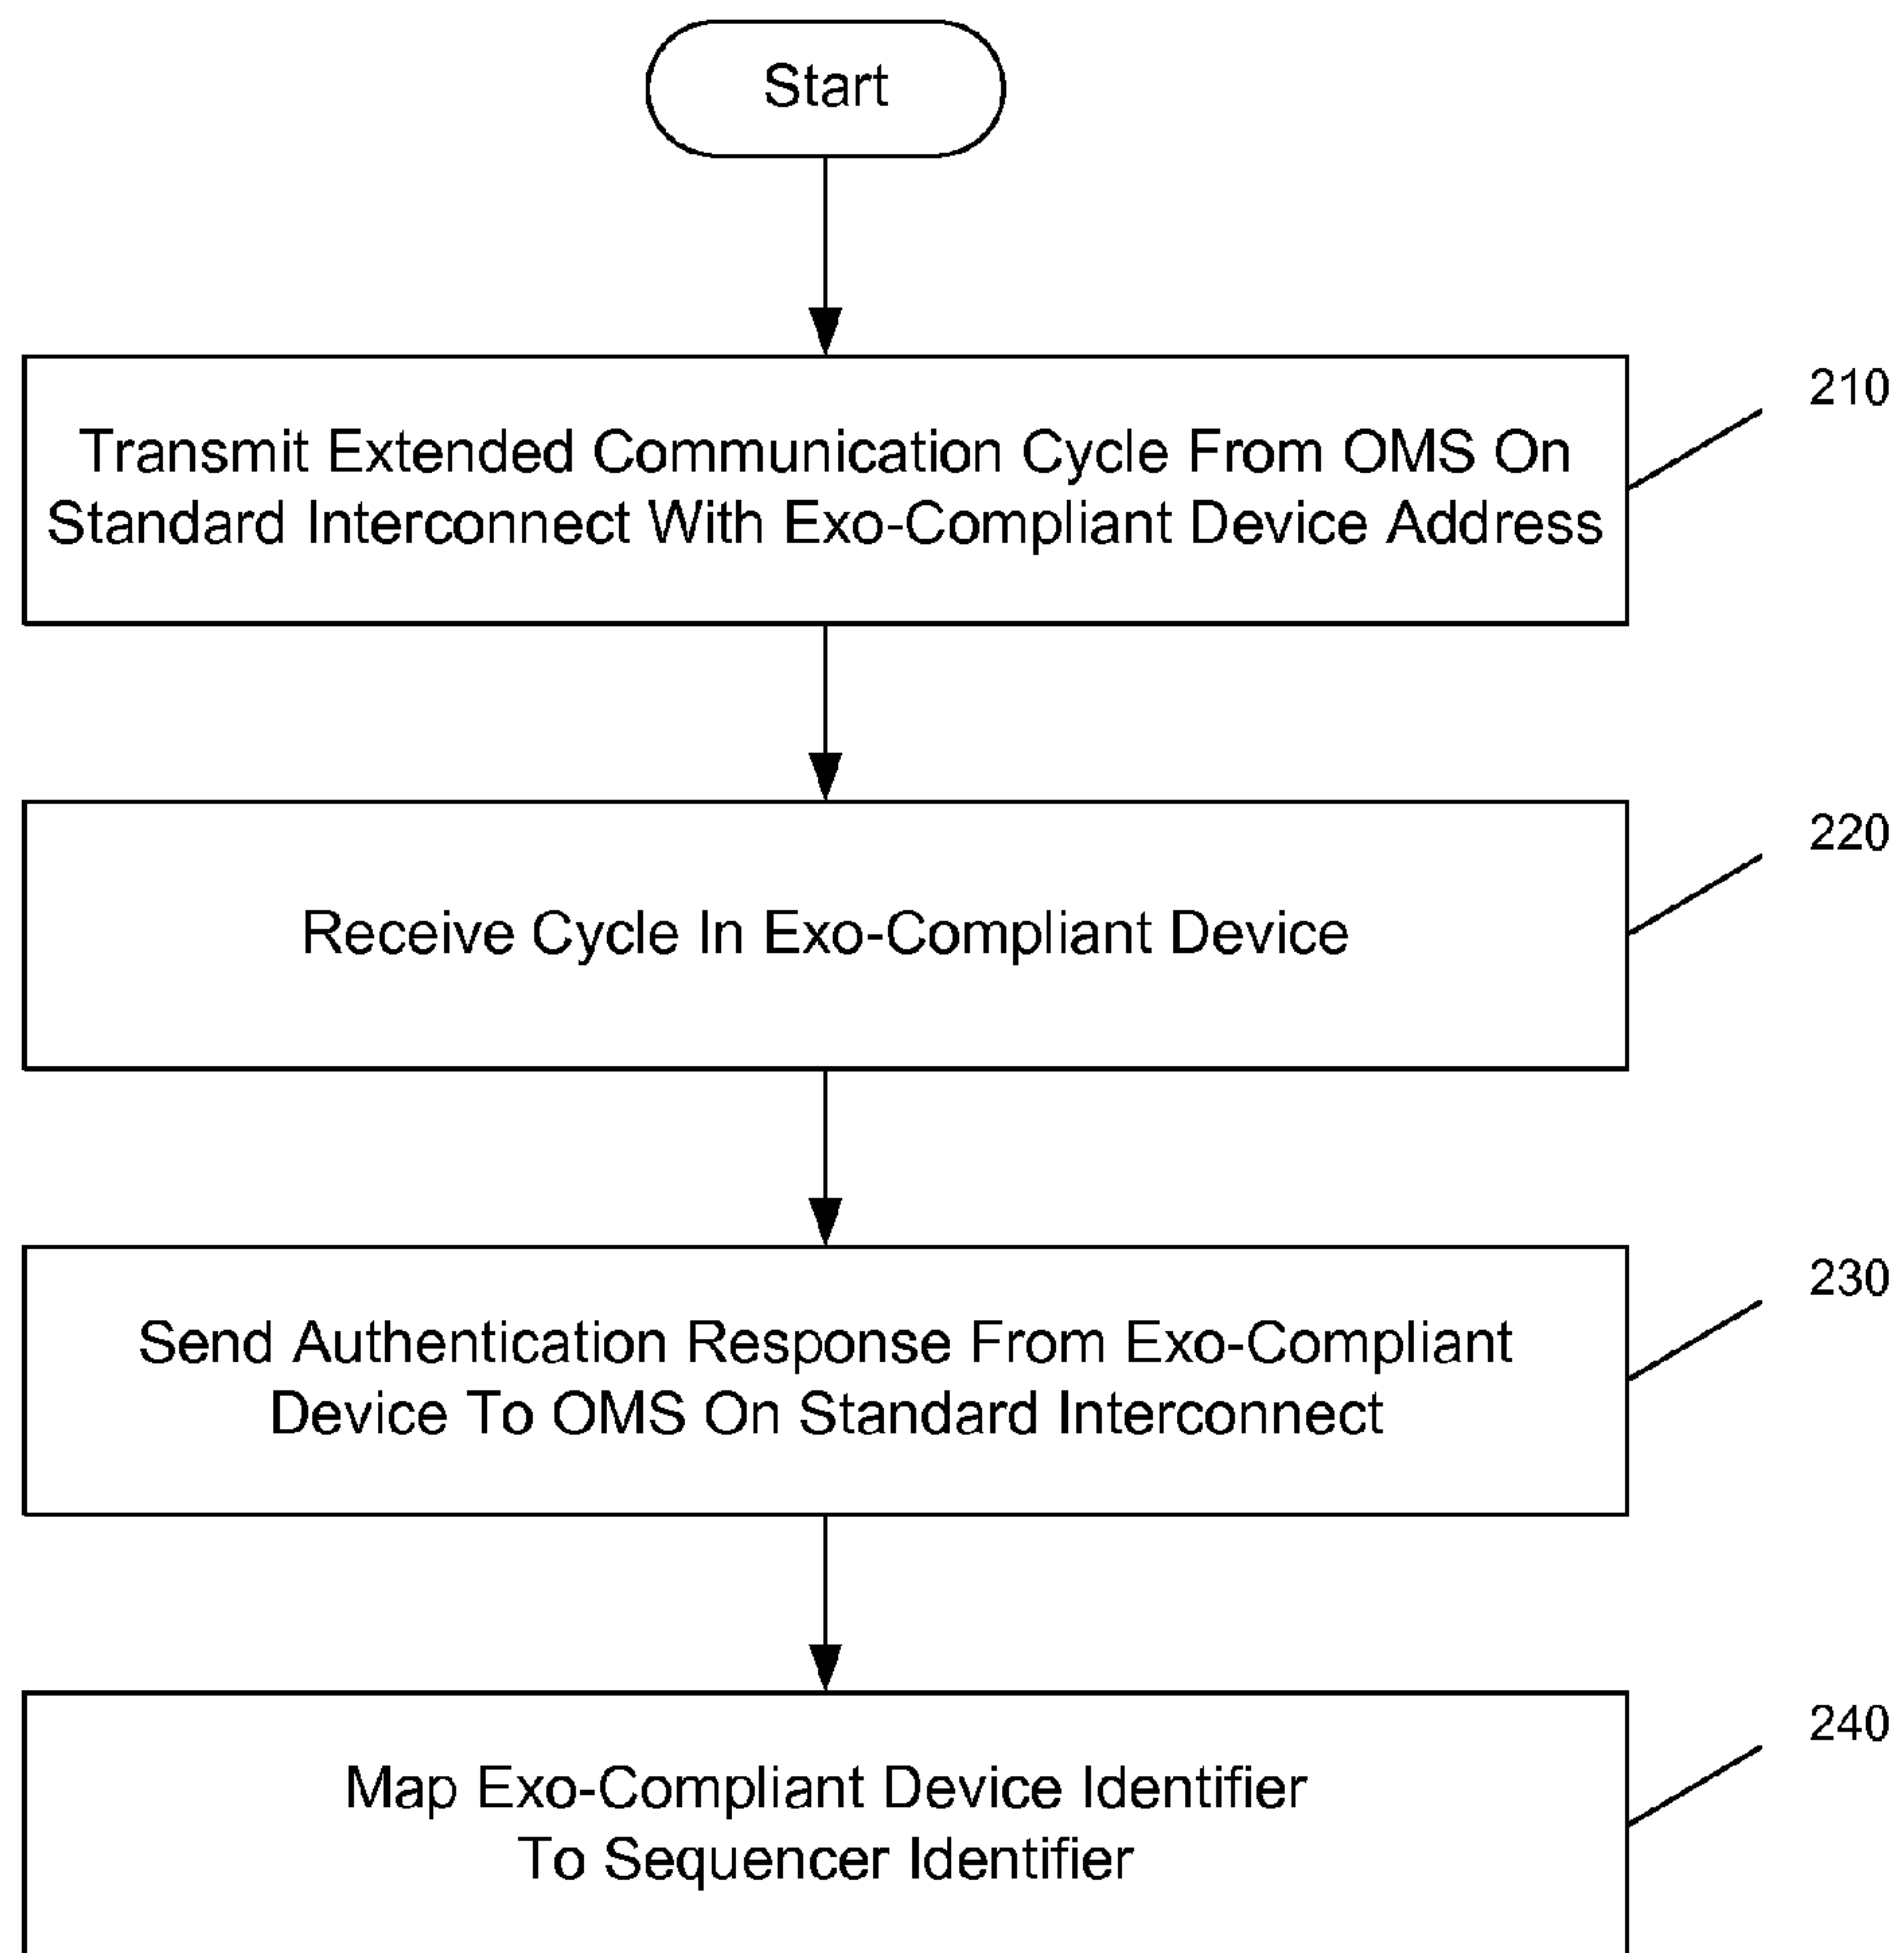 Start
210
Transmit Extended Communication Cycle From OMS On
Standard Interconnect With Exo-Compliant Device Address
220
Receive Cycle In Exo-Compliant Device
230
Send Authentication Response From Exo-Compliant
Device To OMS On Standard Interconnect
240
Map Exo-Compliant Device Identifier
To Sequencer Identifier